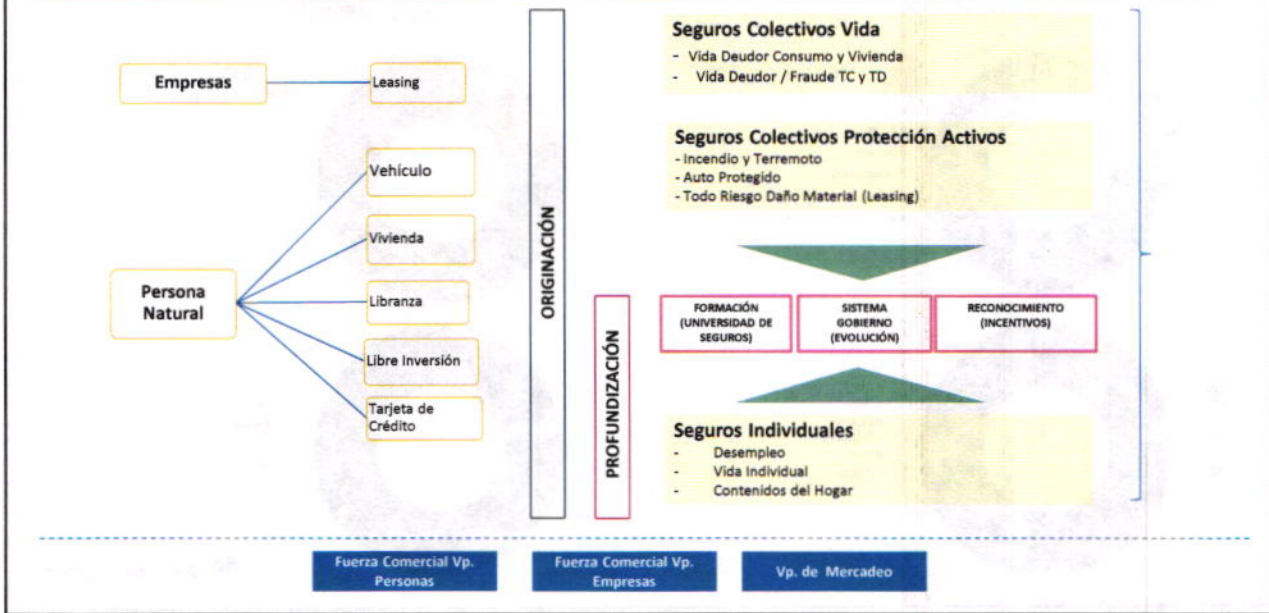 Empresas
Leasing
Persona
Natural
Vehículo
Vivienda
Libranza
Libre Inversión
Tarjeta de
Crédito
ORIGINACIÓN
PROFUNDIZACIÓN
Seguros Colectivos Vida
- Vida Deudor Consumo y Vivienda
- Vida Deudor / Fraude TC y TD
Seguros Colectivos Protección Activos
- Incendio y Terremoto
- Auto Protegido
- Todo Riesgo Daño Material (Leasing)
FORMACIÓN
(UNIVERSIDAD DE
SEGUROS)
SISTEMA
GOBIERNO
(EVOLUCIÓN)
RECONOCIMIENTO
(INCENTIVOS)
Seguros Individuales
- Desempleo
- Vida Individual
- Contenidos del Hogar
Fuerza Comercial Vp.
Personas
Fuerza Comercial Vp.
Empresas
Vp. de Mercadeo